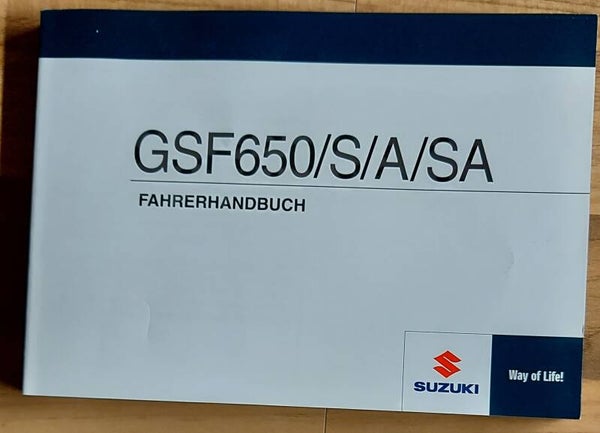 GSF650/S/A/SA
FAHRERHANDBUCH
SUZUKI
Way of Life!